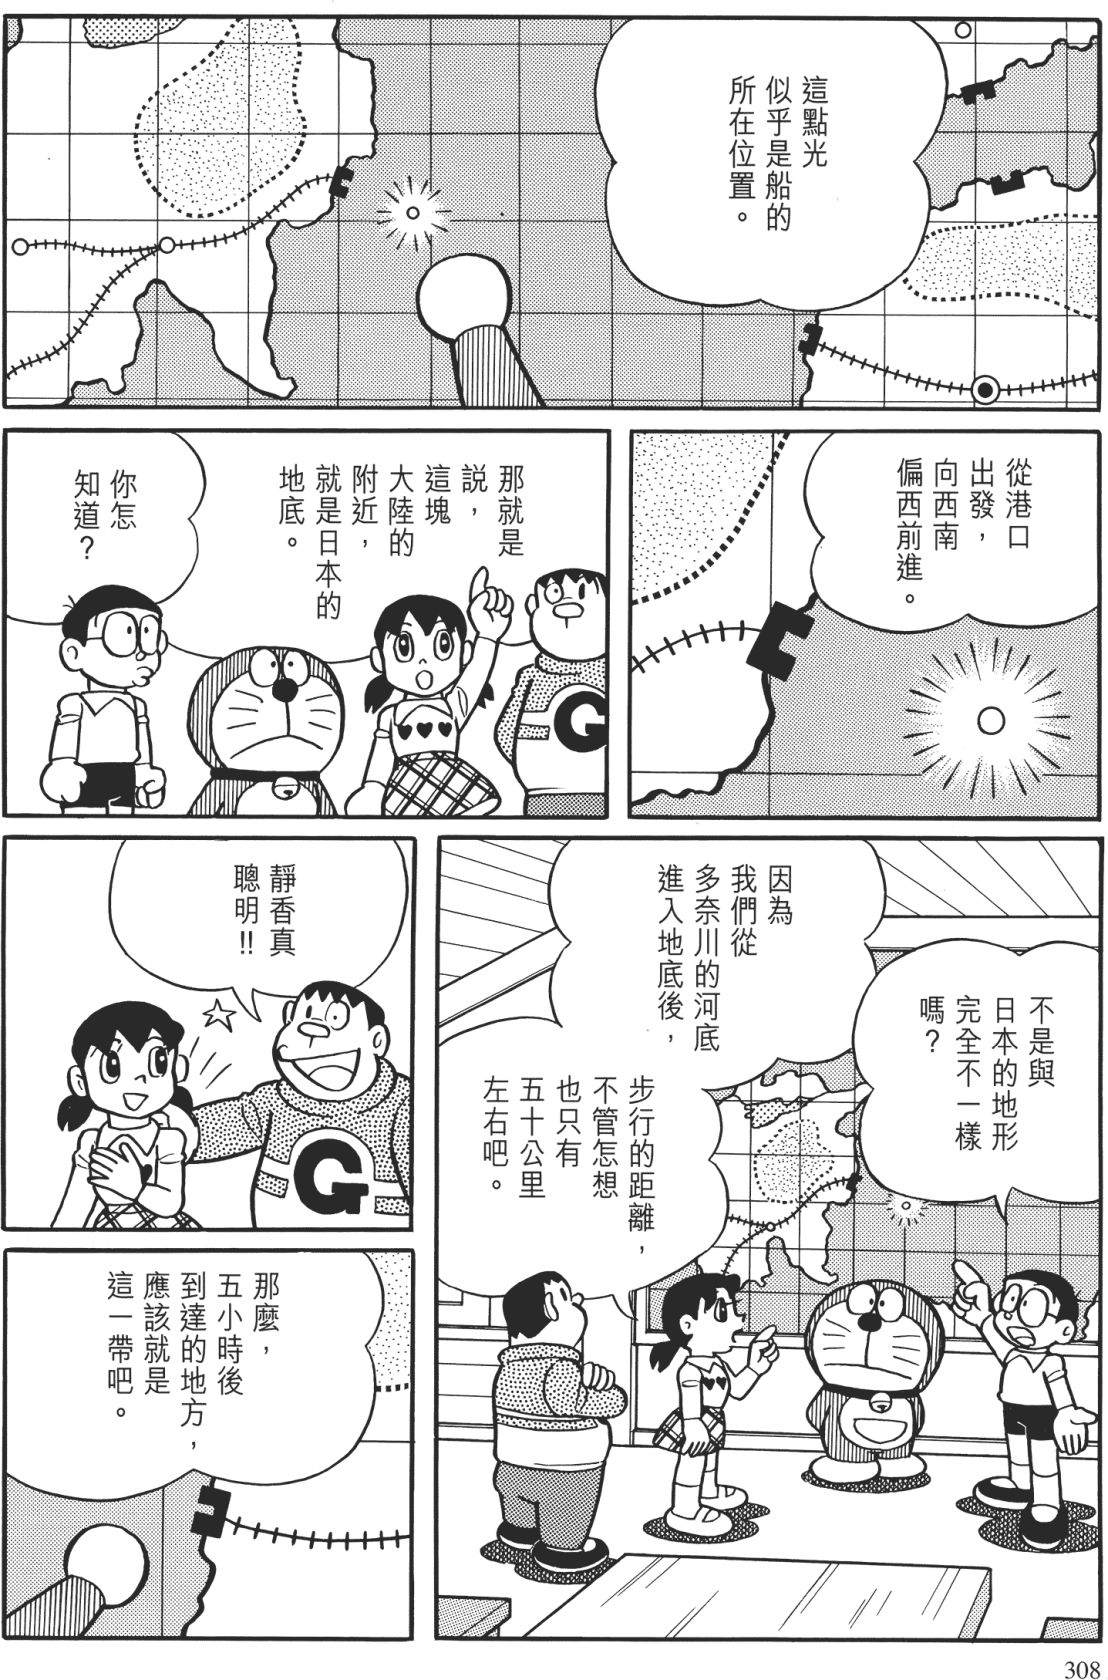 這點光
似乎是船的
所在位置。
從港口
出發，
向西南
偏西前進。
那就是
說，
這塊
大陸的
附近，
就是日本的
地底。
你怎
知道？
G
不是與
日本的地形
完全不一樣
嗎？
因為
我們從
多奈川的河底
進入地底後，
步行的距離，
不管怎想
也只有
五十公里
左右吧。
靜香真
聰明!!
G
那麼，
五小時後
到達的地方，
應該就是
這一帶吧。
308